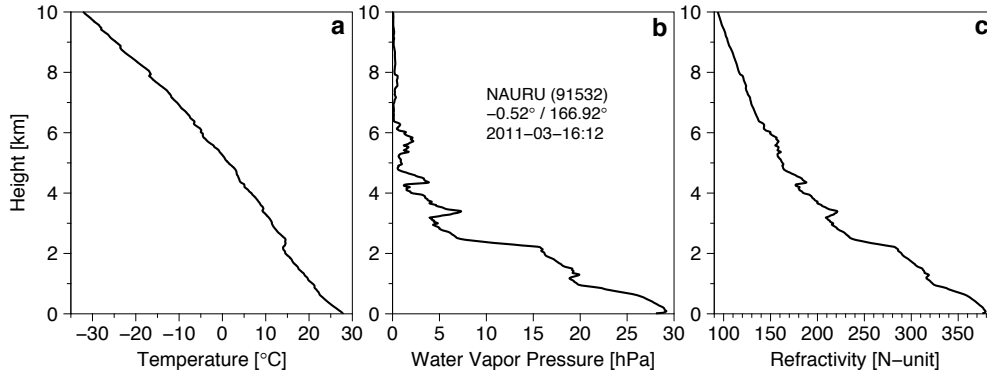 10
8
6
4
2
0
Height [km]
a
−30 −20 −10 0 10 20 30
Temperature [°C]
10
8
6
4
2
0
b
NAURU (91532)
−0.52° / 166.92°
2011−03−16:12
0 5 10 15 20 25 30
Water Vapor Pressure [hPa]
10
8
6
4
2
0
c
100 150 200 250 300 350
Refractivity [N−unit]